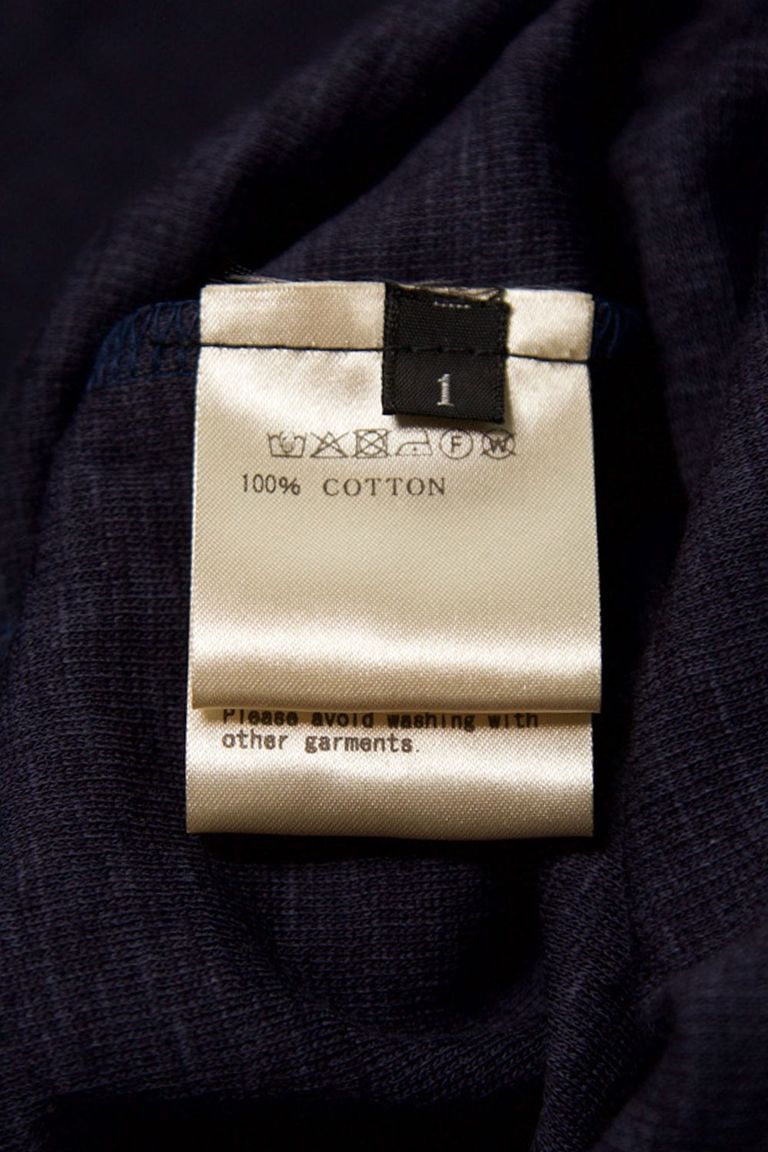 1
F W
100% COTTON
Please avoid washing with
other garments.